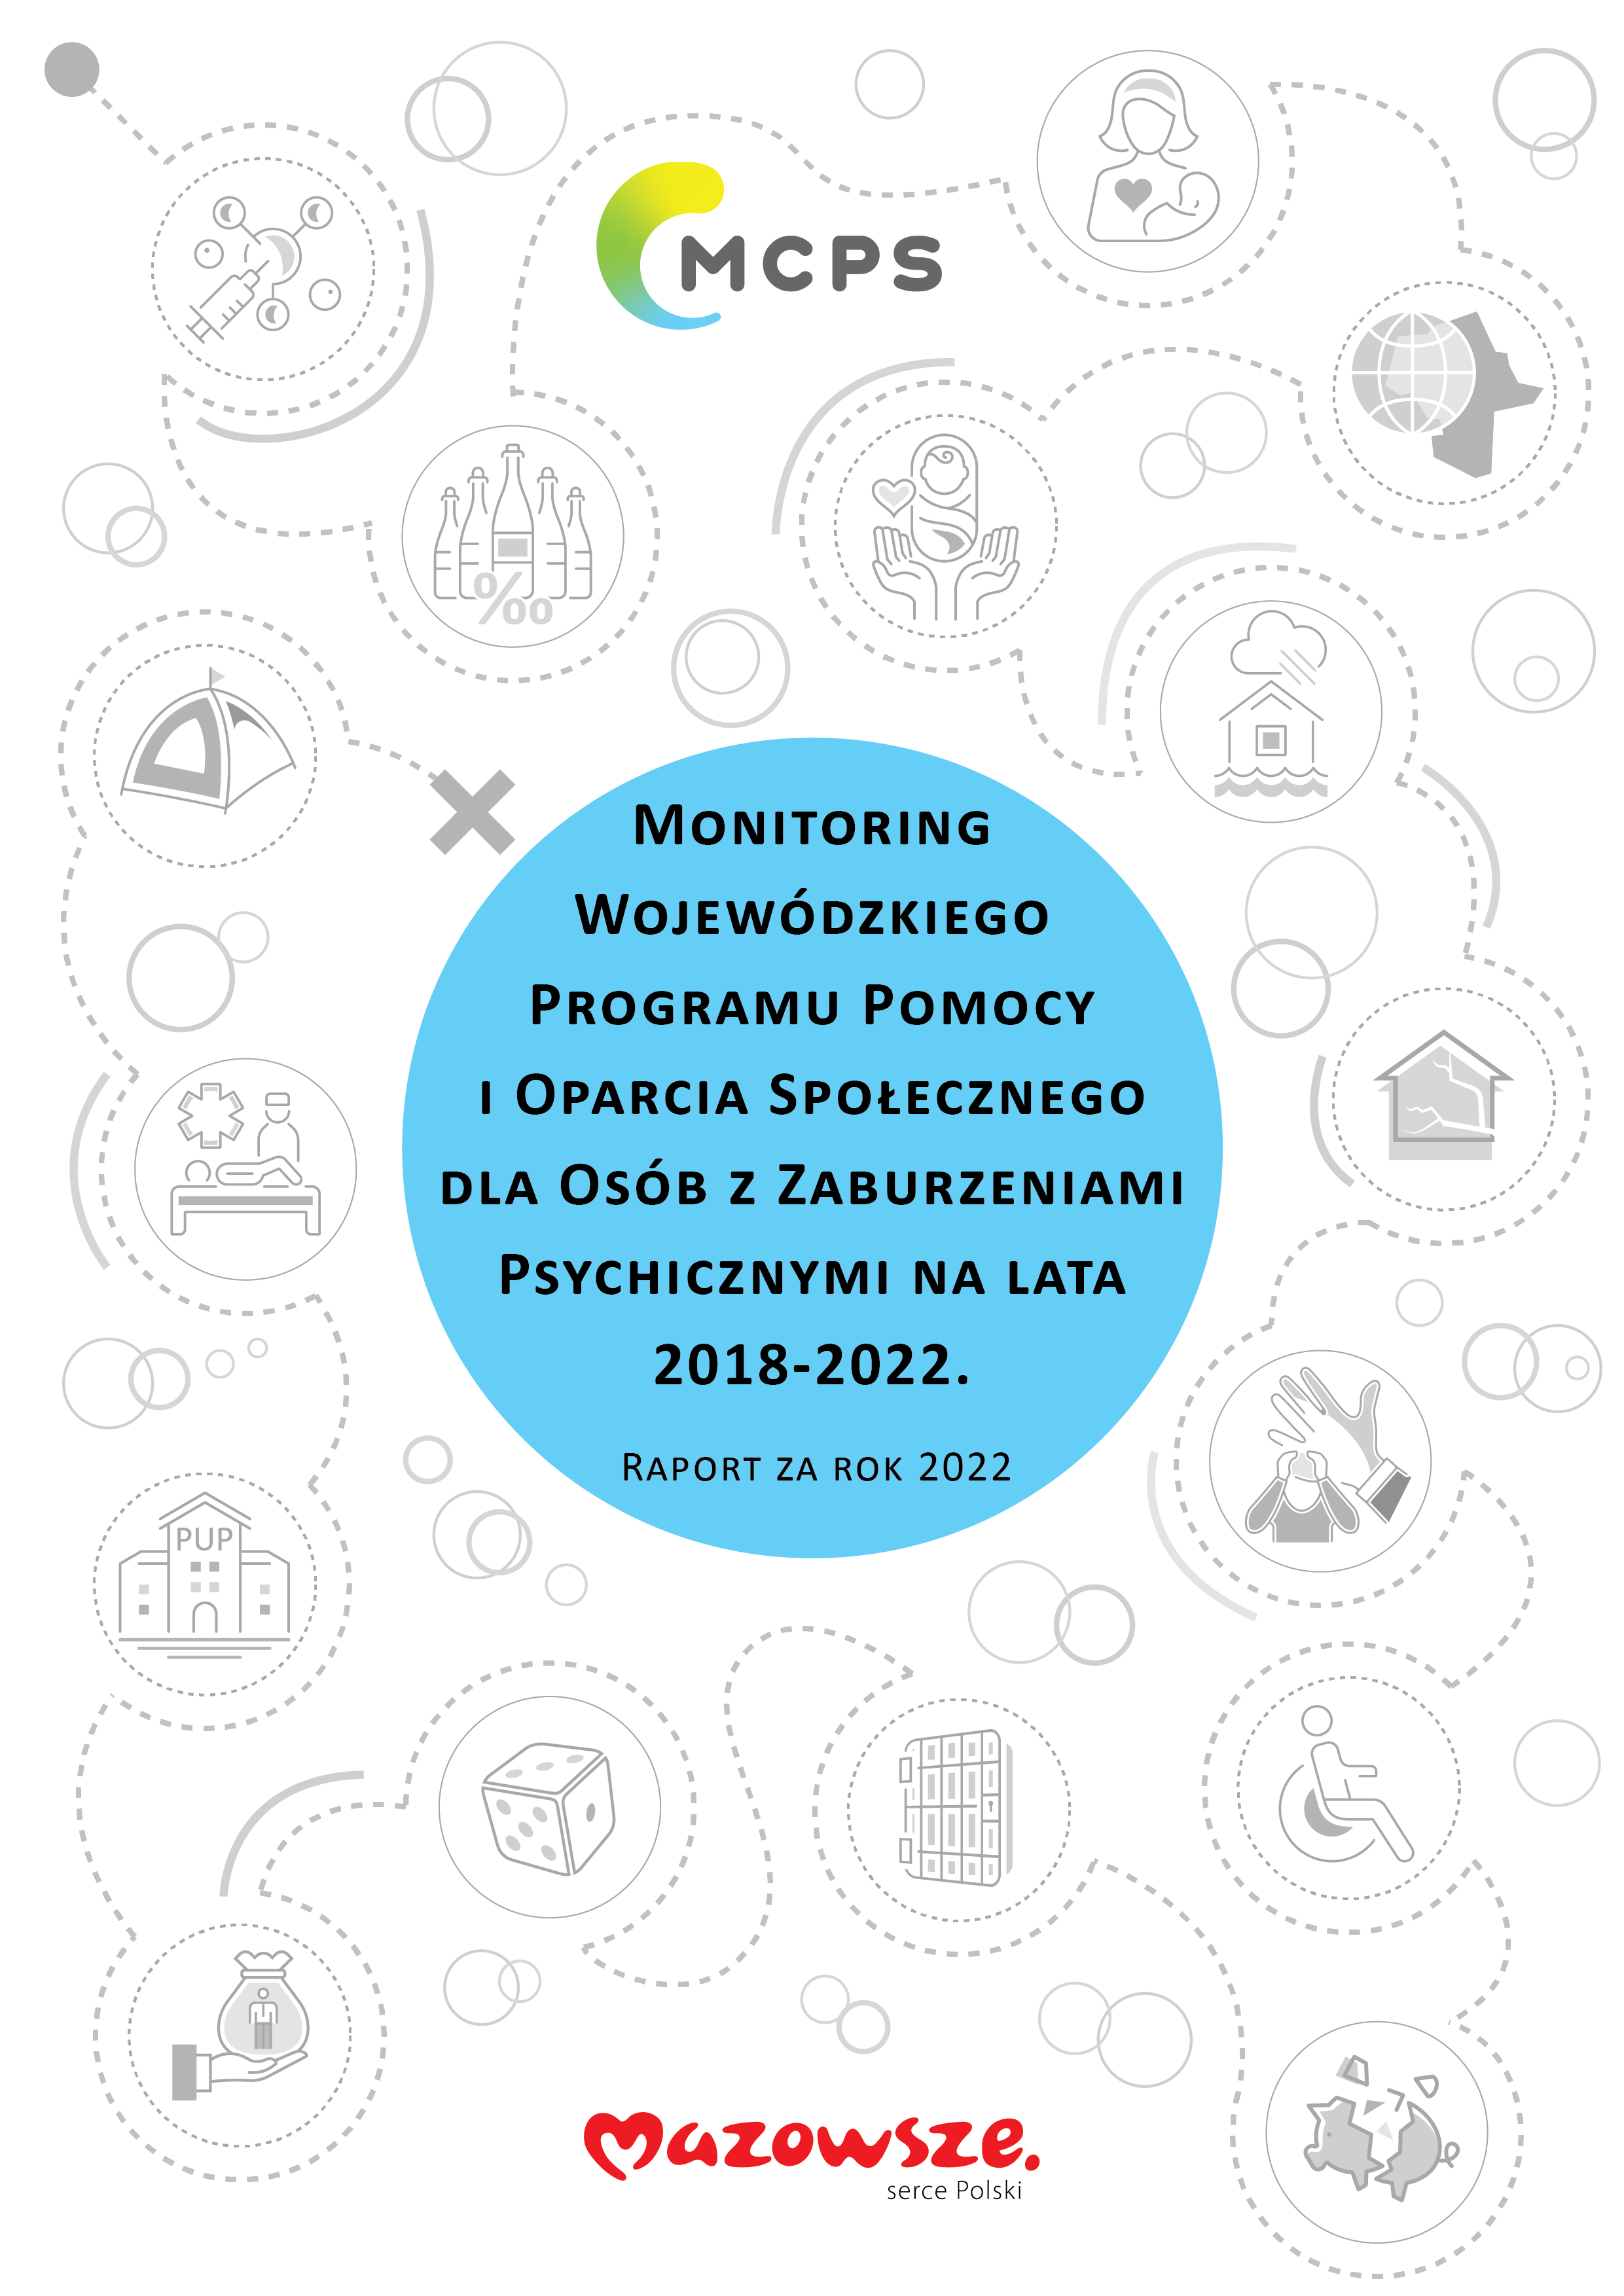 MCPS
‰
Monitoring
Wojewódzkiego
Programu Pomocy
i Oparcia Społecznego
dla Osób z Zaburzeniami
Psychicznymi na lata
2018-2022.
Raport za rok 2022
PUP
Mazowsze.
serce Polski